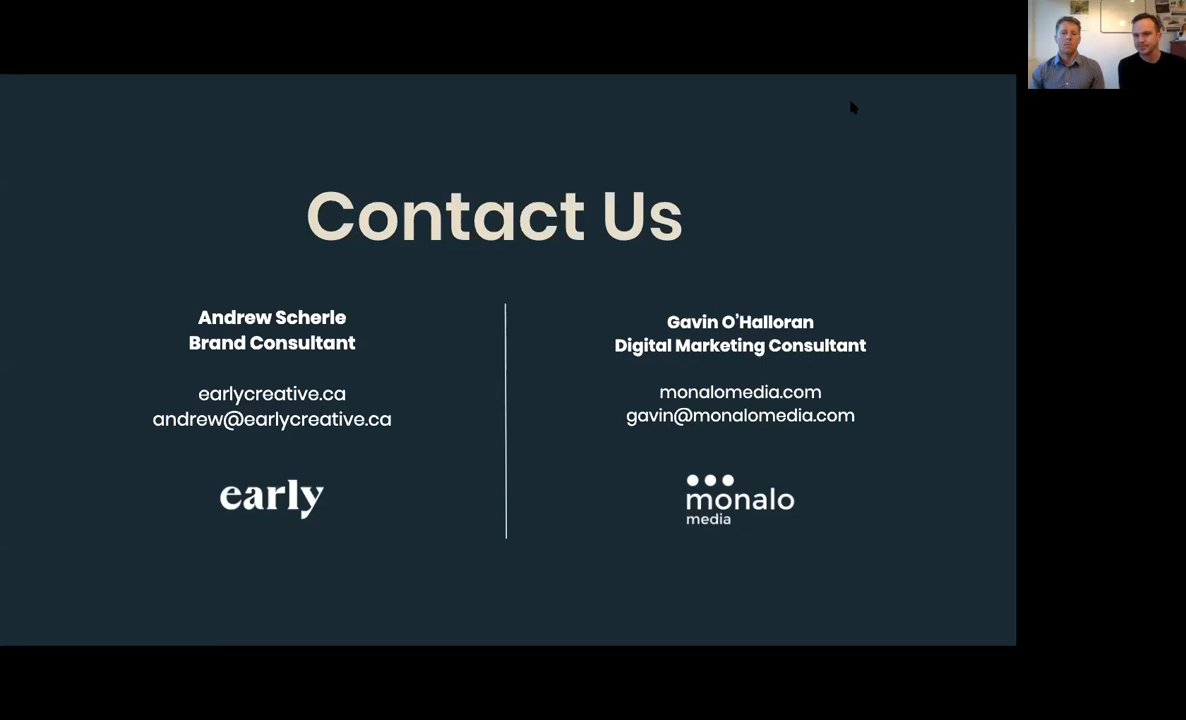 Contact Us
Andrew Scherle
Brand Consultant
earlycreative.ca
andrew@earlycreative.ca
early
Gavin O'Halloran
Digital Marketing Consultant
monalomedia.com
gavin@monalomedia.com
monalo
media